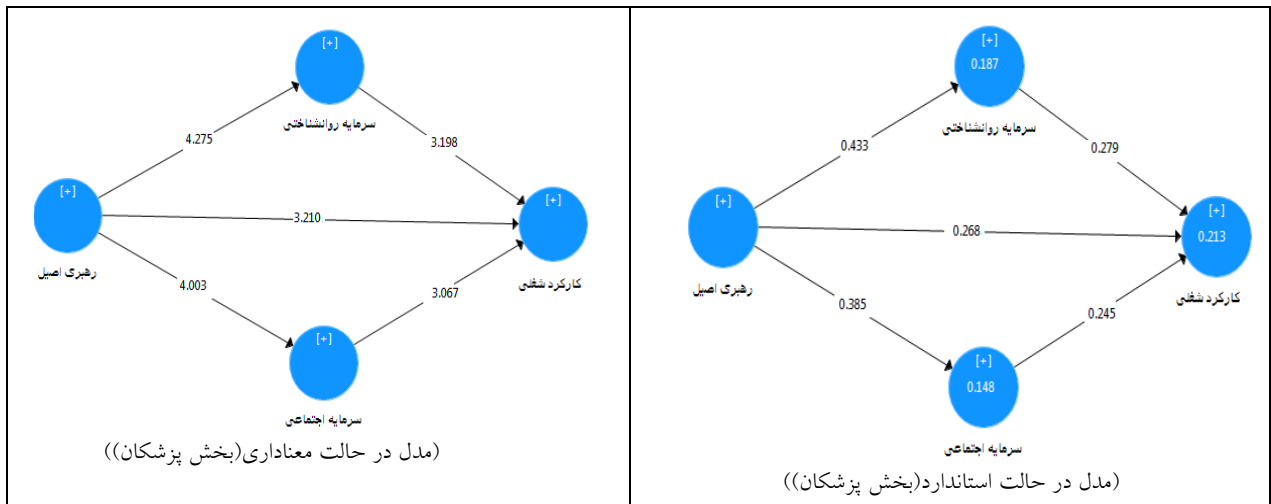 [+]
سرمایه روانشناختی
4.275
3.198
[+]
رهبری اصیل
3.210
[+]
کارکرد شغلی
4.003
3.067
[+]
سرمایه اجتماعی
(مدل در حالت معناداری(بخش پزشکان))
[+]
0.187
سرمایه روانشناختی
0.433
0.279
[+]
رهبری اصیل
0.268
[+]
0.213
کارکرد شغلی
0.385
0.245
[+]
0.148
سرمایه اجتماعی
(مدل در حالت استاندارد(بخش پزشکان))